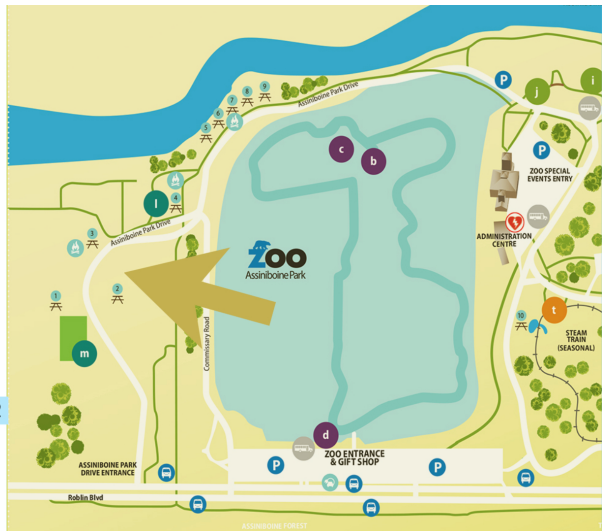 P
j
i
9
8
7
6
5
Assiniboine Park Drive
c
b
P
ZOO SPECIAL
EVENTS ENTRY
l
4
Assiniboine Park Drive
3
ZOO
Assiniboine Park
ADMINISTRATION
CENTRE
1
2
Commissary Road
t
10
STEAM
TRAIN
(SEASONAL)
m
d
ZOO ENTRANCE
& GIFT SHOP
P
P
ASSINIBOINE PARK
DRIVE ENTRANCE
Roblin Blvd
ASSINIBOINE FOREST